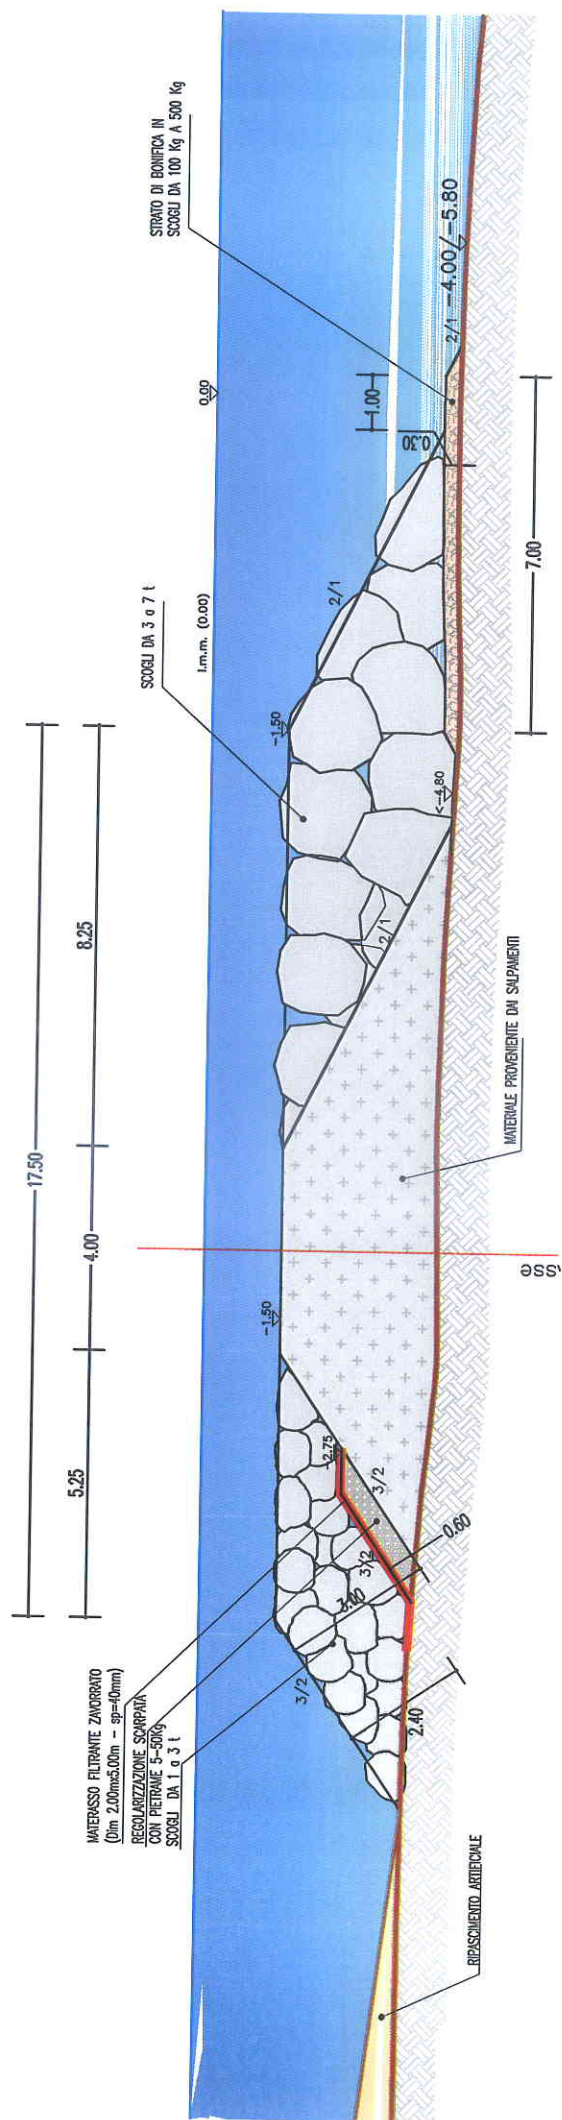 17.50
5.25
4.00
8.25
MATERASSO FILTRANTE ZAVORRATO
(Dim 2.00mx5.00m - sp=40mm)
REGOLARIZZAZIONE SCARPATA
CON PIETRAME 5-50Kg
SCOGLI DA 1 a 3 t
SCOGLI DA 3 a 7 t
STRATO DI BONIFICA IN
SCOGLI DA 100 Kg A 500 Kg
l.m.m. (0.00)
0.00
-1.50
-1.50
3/2
-2.75
3/2
3/2
3.00
0.60
2.40
2/1
2/1
<-4.80
1.00
0.30
2/1
-4.00/-5.80
7.00
RIPASCIMENTO ARTIFICIALE
MATERIALE PROVENIENTE DAI SALPAMENTI